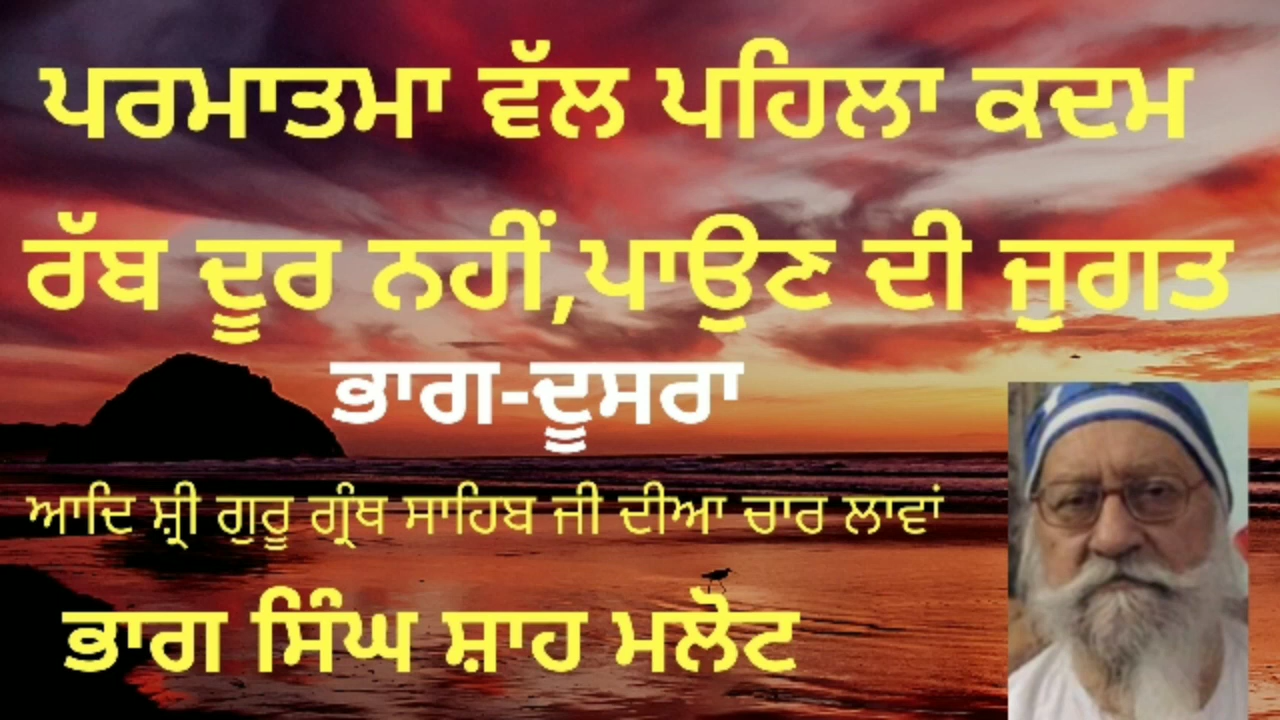 ਪਰਮਾਤਮਾ ਵੱਲ ਪਹਿਲਾ ਕਦਮ
ਰੱਬ ਦੂਰ ਨਹੀਂ,ਪਾਉਣ ਦੀ ਜੁਗਤ
ਭਾਗ-ਦੂਸਰਾ
ਆਦਿ ਸ਼੍ਰੀ ਗੁਰੂ ਗ੍ਰੰਥ ਸਾਹਿਬ ਜੀ ਦੀਆ ਚਾਰ ਲਾਵਾਂ
ਭਾਗ ਸਿੰਘ ਸ਼ਾਹ ਮਲੋਟ